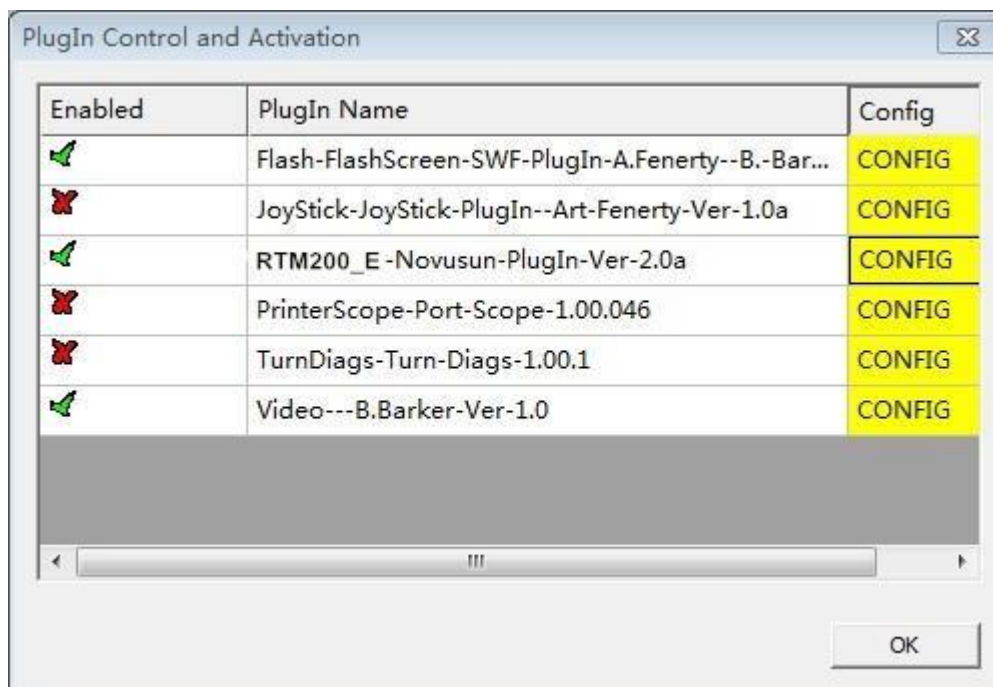 PlugIn Control and Activation
Enabled PlugIn Name Config
Flash-FlashScreen-SWF-PlugIn-A.Fenerty--B.-Bar... CONFIG
JoyStick-JoyStick-PlugIn--Art-Fenerty-Ver-1.0a CONFIG
RTM200_E-Novusun-PlugIn-Ver-2.0a CONFIG
PrinterScope-Port-Scope-1.00.046 CONFIG
TurnDiags-Turn-Diags-1.00.1 CONFIG
Video---B.Barker-Ver-1.0 CONFIG
OK